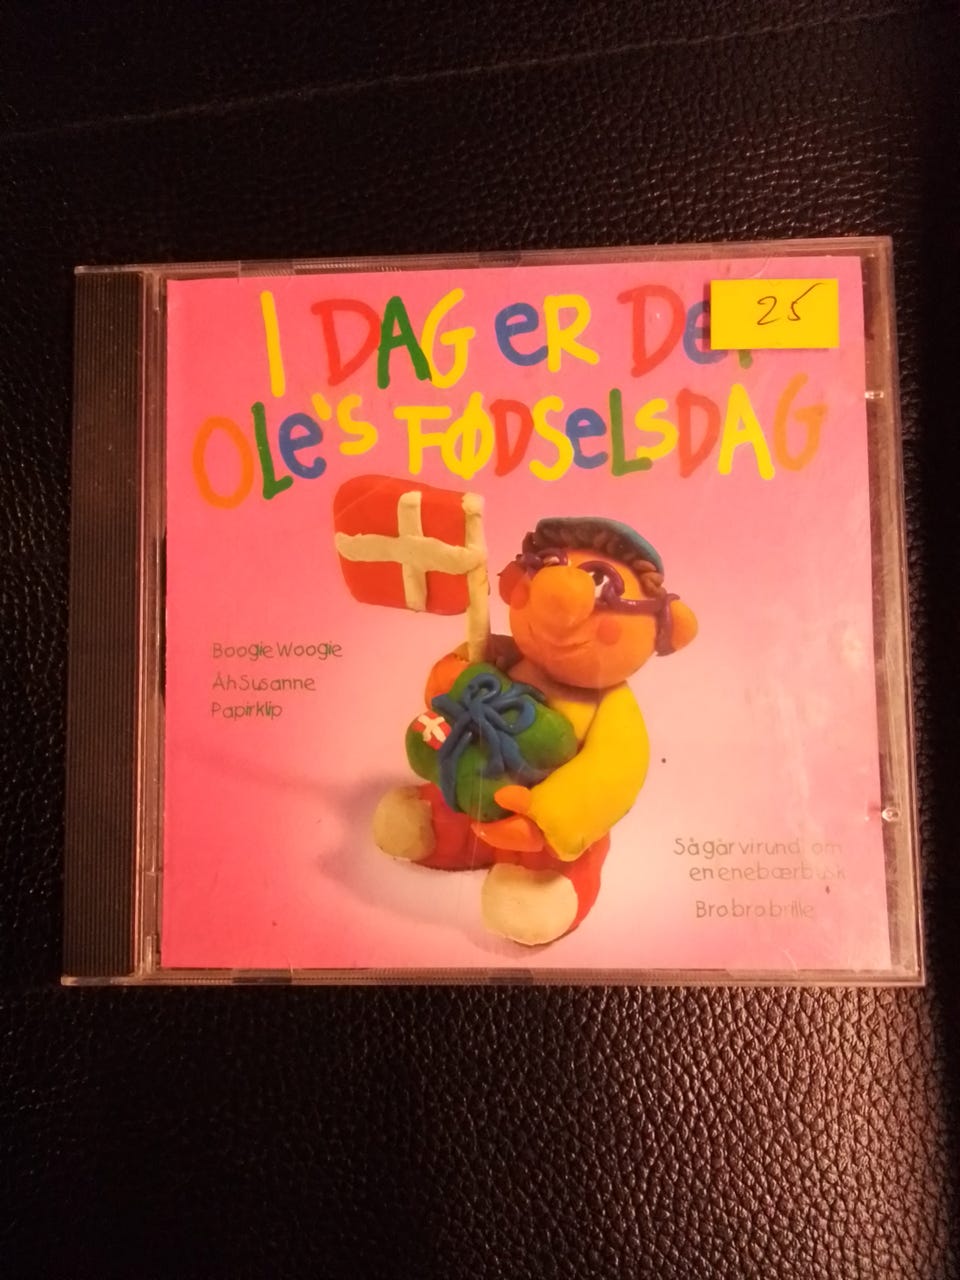 I DAG ER DET
25
OLE'S FØDSELSDAG
Boogie Woogie
Åh Susanne
Papirklip
Så går vi rund om
en enebærbusk
Bro bro brille